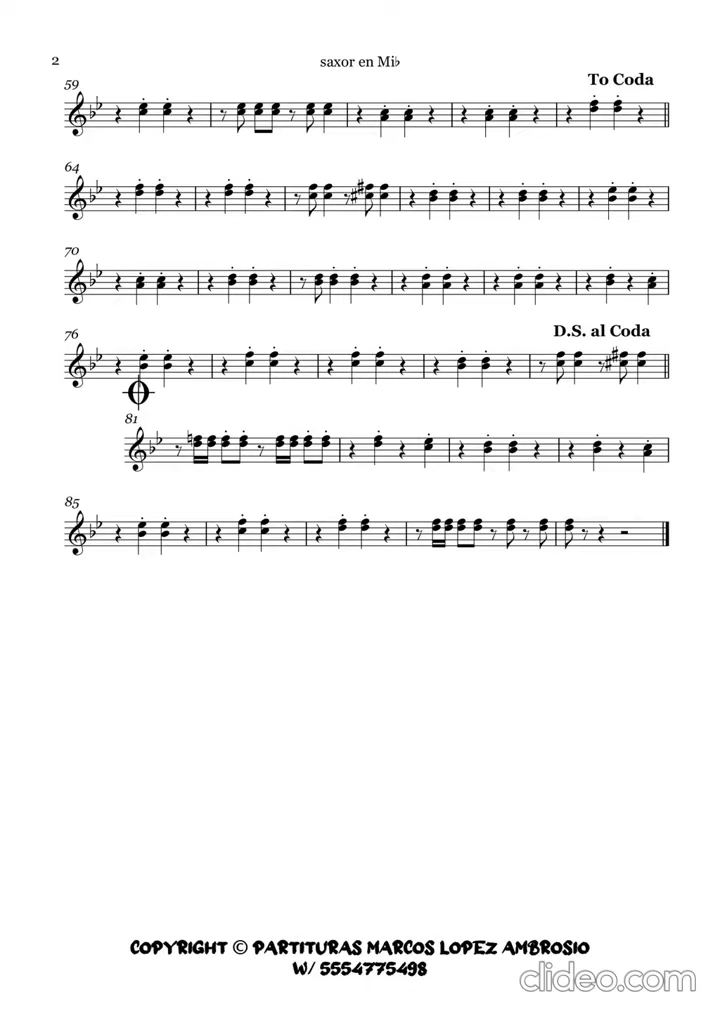 2
saxor en Mi♭
59
To Coda
64
70
76
D.S. al Coda
81
85
COPYRIGHT © PARTITURAS MARCOS LOPEZ AMBROSIO
W/ 5554775498
clideo.com